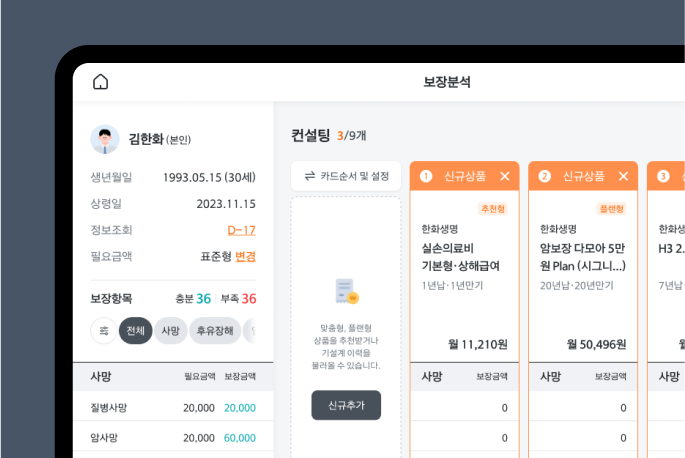 보장분석
김한화 (본인)
생년월일 1993.05.15 (30세)
상령일 2023.11.15
정보조회 D-17
필요금액 표준형 변경
보장항목 충분 36 부족 36
전체 사망 후유장해
사망 필요금액 보장금액
질병사망 20,000 20,000
암사망 20,000 60,000
컨설팅 3/9개
카드순서 및 설정
맞춤형, 플랜형
상품을 추천받거나
기설계 이력을
불러올 수 있습니다.
신규추가
1 신규상품
추천형
한화생명
실손의료비
기본형·상해급여
1년납·1년만기
월 11,210원
사망 보장금액
0
0
2 신규상품
플랜형
한화생명
암보장 다모아 5만
원 Plan (시그니...)
20년납·20년만기
월 50,496원
사망 보장금액
0
0
3
한화생
H3 2.
7년납
사망